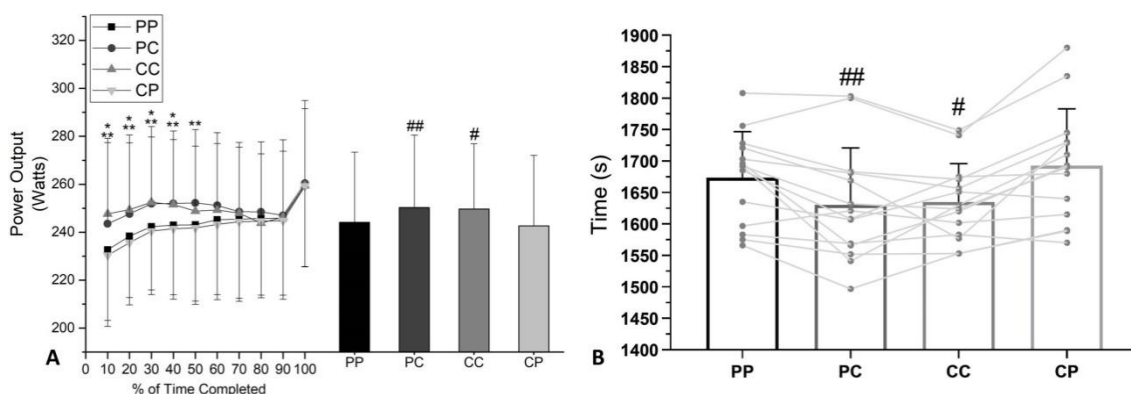 PP
PC
CC
CP
320
300
280
260
240
220
200
Power Output
(Watts)
* * * *
** ** ** ** **
## #
0 10 20 30 40 50 60 70 80 90 100
% of Time Completed
PP PC CC CP
A
1900
1850
1800
1750
1700
1650
1600
1550
1500
1450
1400
Time (s)
## #
PP PC CC CP
B